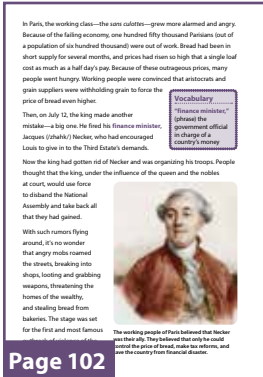 In Paris, the working class—the sans culottes—grew more alarmed and angry.
Because of the failing economy, one hundred fifty thousand Parisians (out of
a population of six hundred thousand) were out of work. Bread had been in
short supply for several months, and prices had risen so high that a single loaf
cost as much as a half day's pay. Because of these outrageous prices, many
people went hungry. Working people were convinced that aristocrats and
grain suppliers were withholding grain to force the
price of bread even higher.
Then, on July 12, the king made another
mistake—a big one. He fired his finance minister,
Jacques (/zhahk/) Necker, who had encouraged
Louis to give in to the Third Estate's demands.
Vocabulary
"finance minister,"
(phrase) the
government official
in charge of a
country's money
Now the king had gotten rid of Necker and was organizing his troops. People
thought that the king, under the influence of the queen and the nobles
at court, would use force
to disband the National
Assembly and take back all
that they had gained.
With such rumors flying
around, it's no wonder
that angry mobs roamed
the streets, breaking into
shops, looting and grabbing
weapons, threatening the
homes of the wealthy,
and stealing bread from
bakeries. The stage was set
for the first and most famous
The working people of Paris believed that Necker
was their ally. They believed that only he could
control the price of bread, make tax reforms, and
save the country from financial disaster.
Page 102